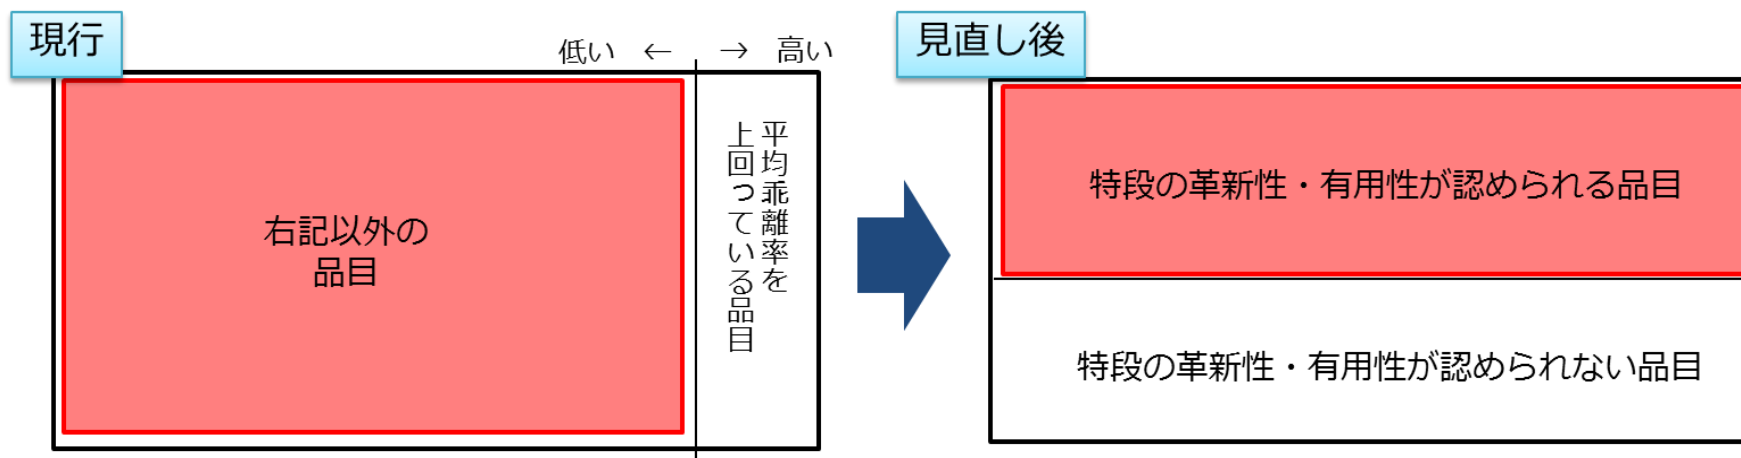 現行
低い ← → 高い
右記以外の
品目
平均乖離率を
上回っている品目
見直し後
特段の革新性・有用性が認められる品目
特段の革新性・有用性が認められない品目